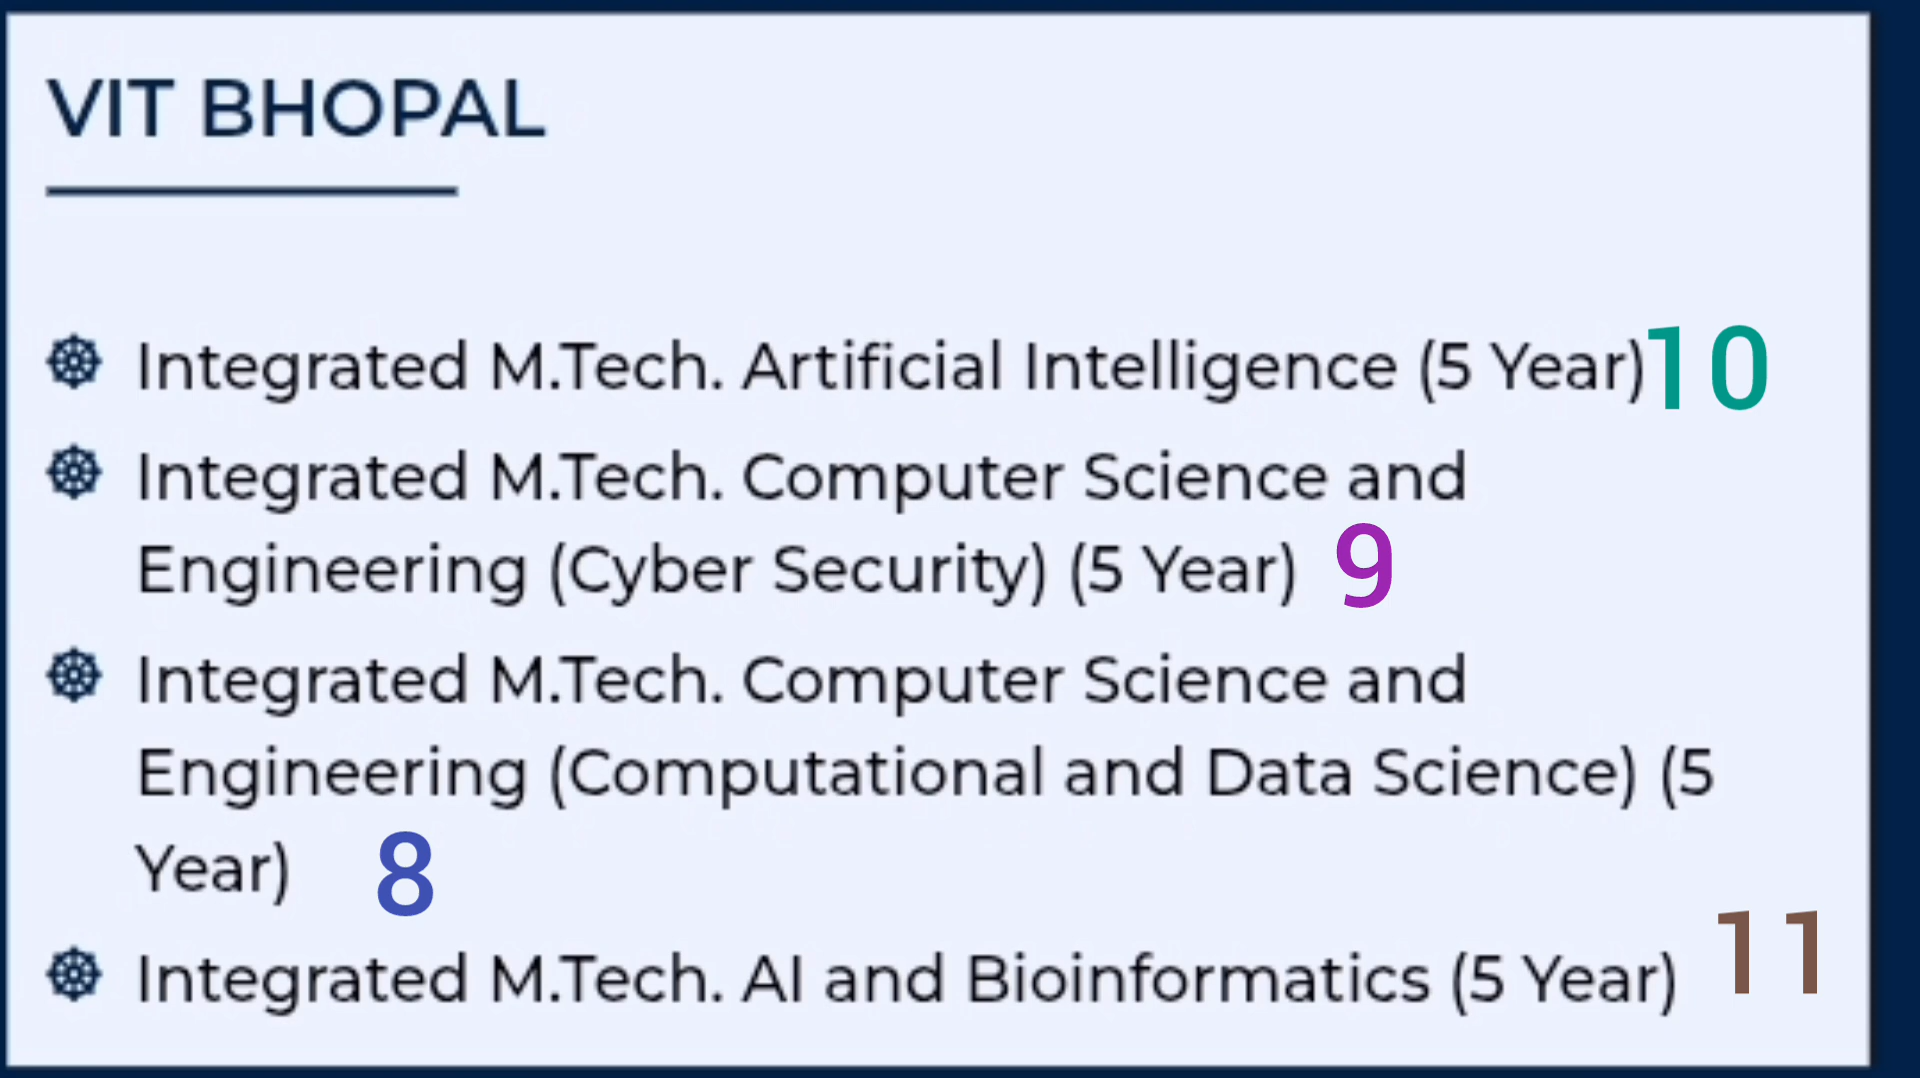 VIT BHOPAL
Integrated M.Tech. Artificial Intelligence (5 Year)10
Integrated M.Tech. Computer Science and
Engineering (Cyber Security) (5 Year) 9
Integrated M.Tech. Computer Science and
Engineering (Computational and Data Science) (5
Year) 8
Integrated M.Tech. AI and Bioinformatics (5 Year) 11